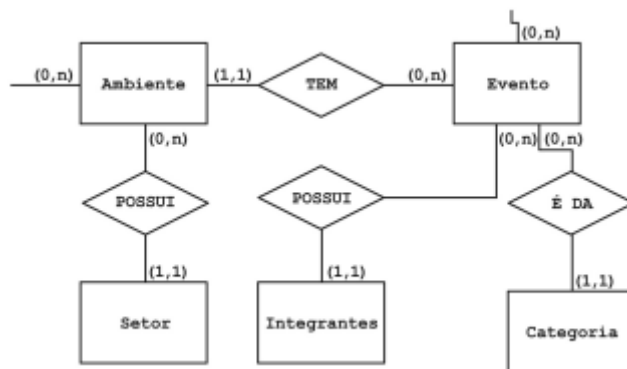 (0,n)
(0,n) Ambiente (1,1) TEM (0,n) Evento
(0,n) (0,n) (0,n)
POSSUI POSSUI É DA
(1,1) (1,1) (1,1)
Setor Integrantes Categoria